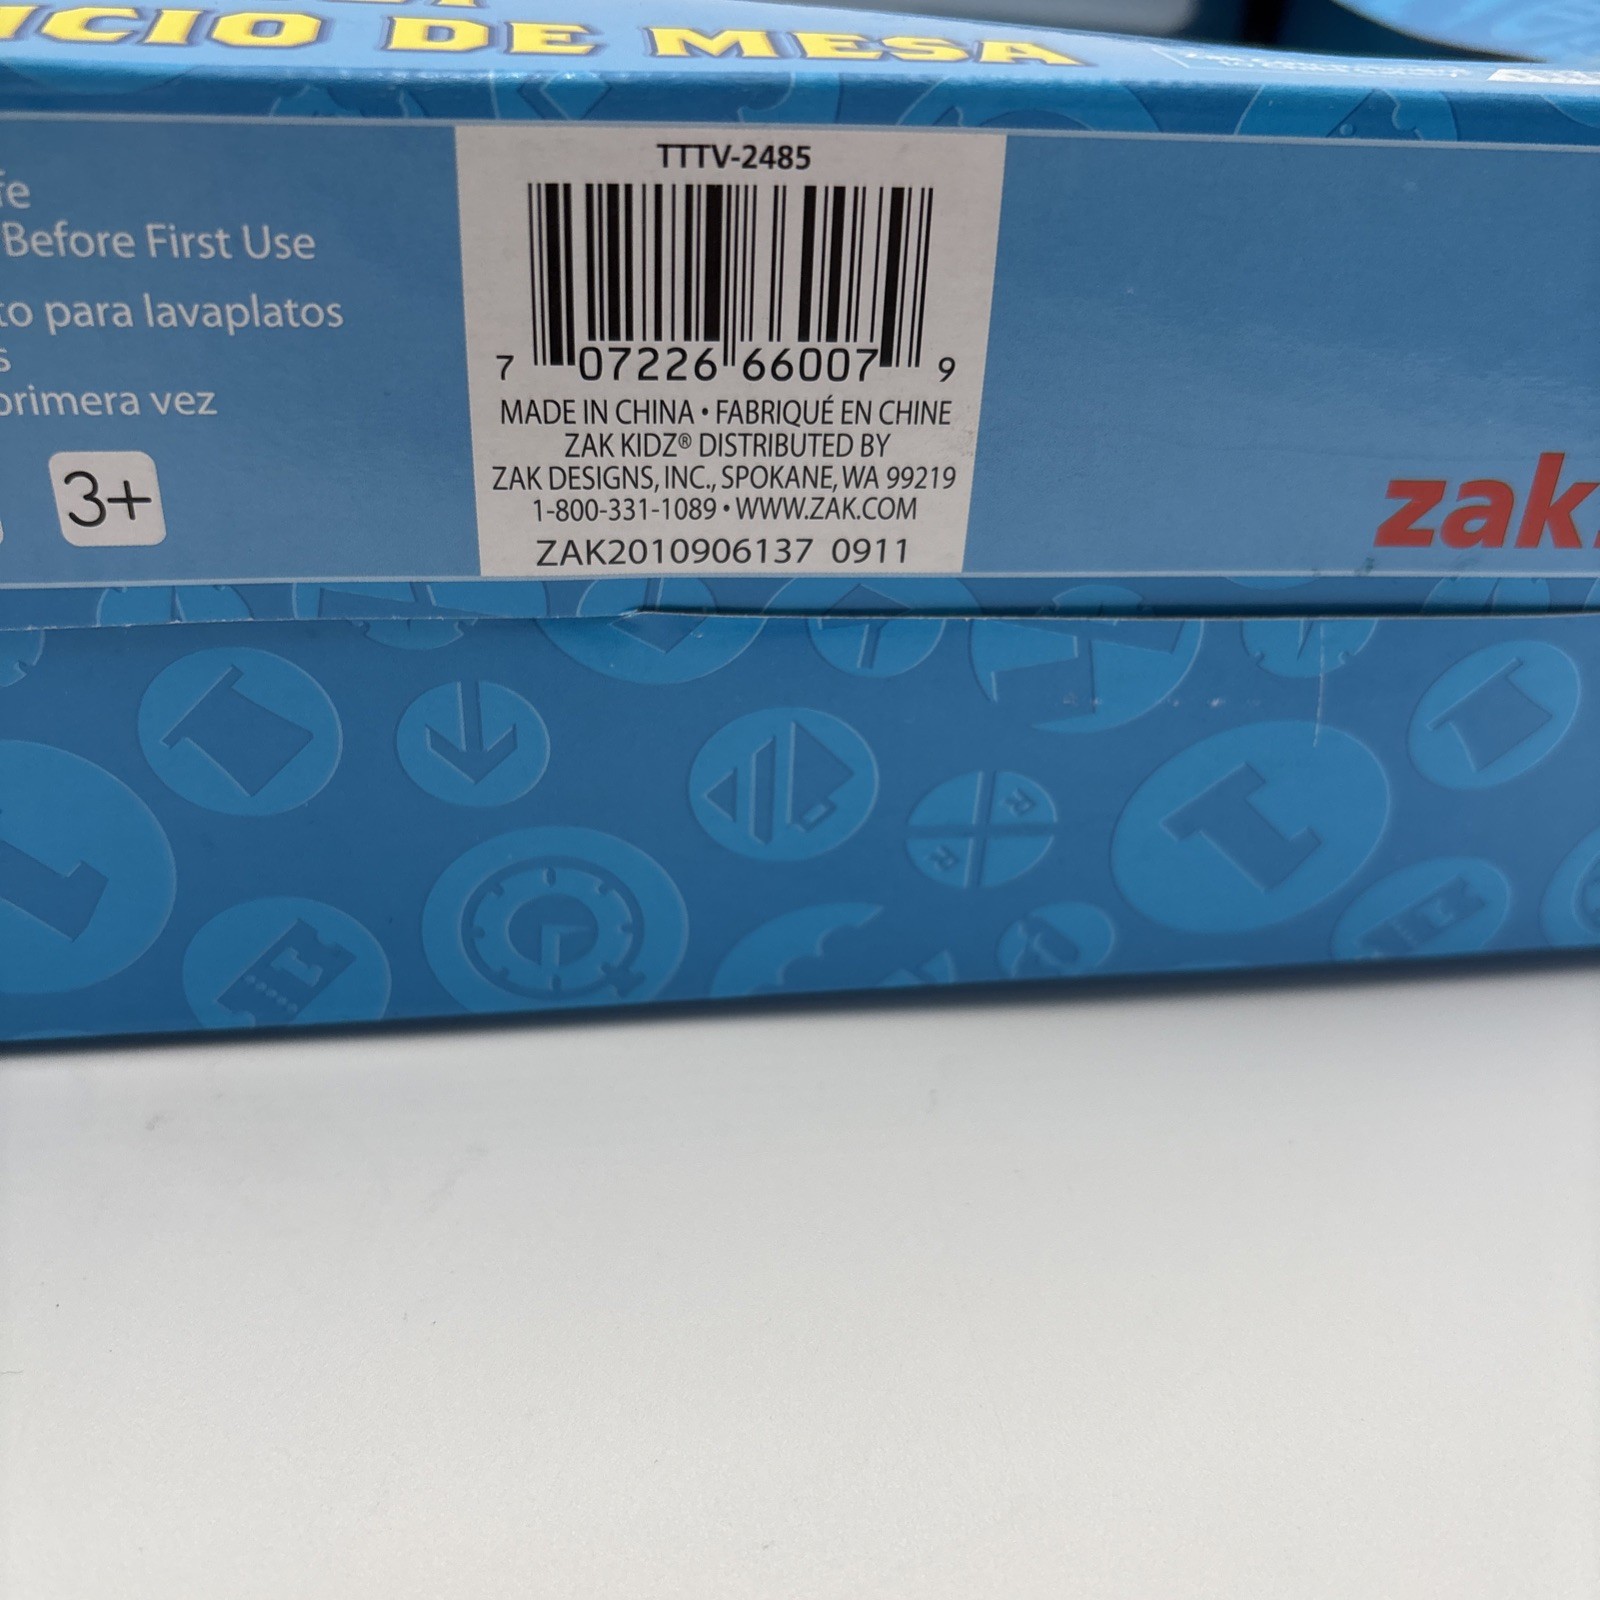 ICIO DE MESA
fe
Before First Use
to para lavaplatos
s
primera vez
3+
TTTV-2485
7 07226 66007 9
MADE IN CHINA • FABRIQUÉ EN CHINE
ZAK KIDZ® DISTRIBUTED BY
ZAK DESIGNS, INC., SPOKANE, WA 99219
1-800-331-1089 • WWW.ZAK.COM
ZAK2010906137 0911
zak
R
R